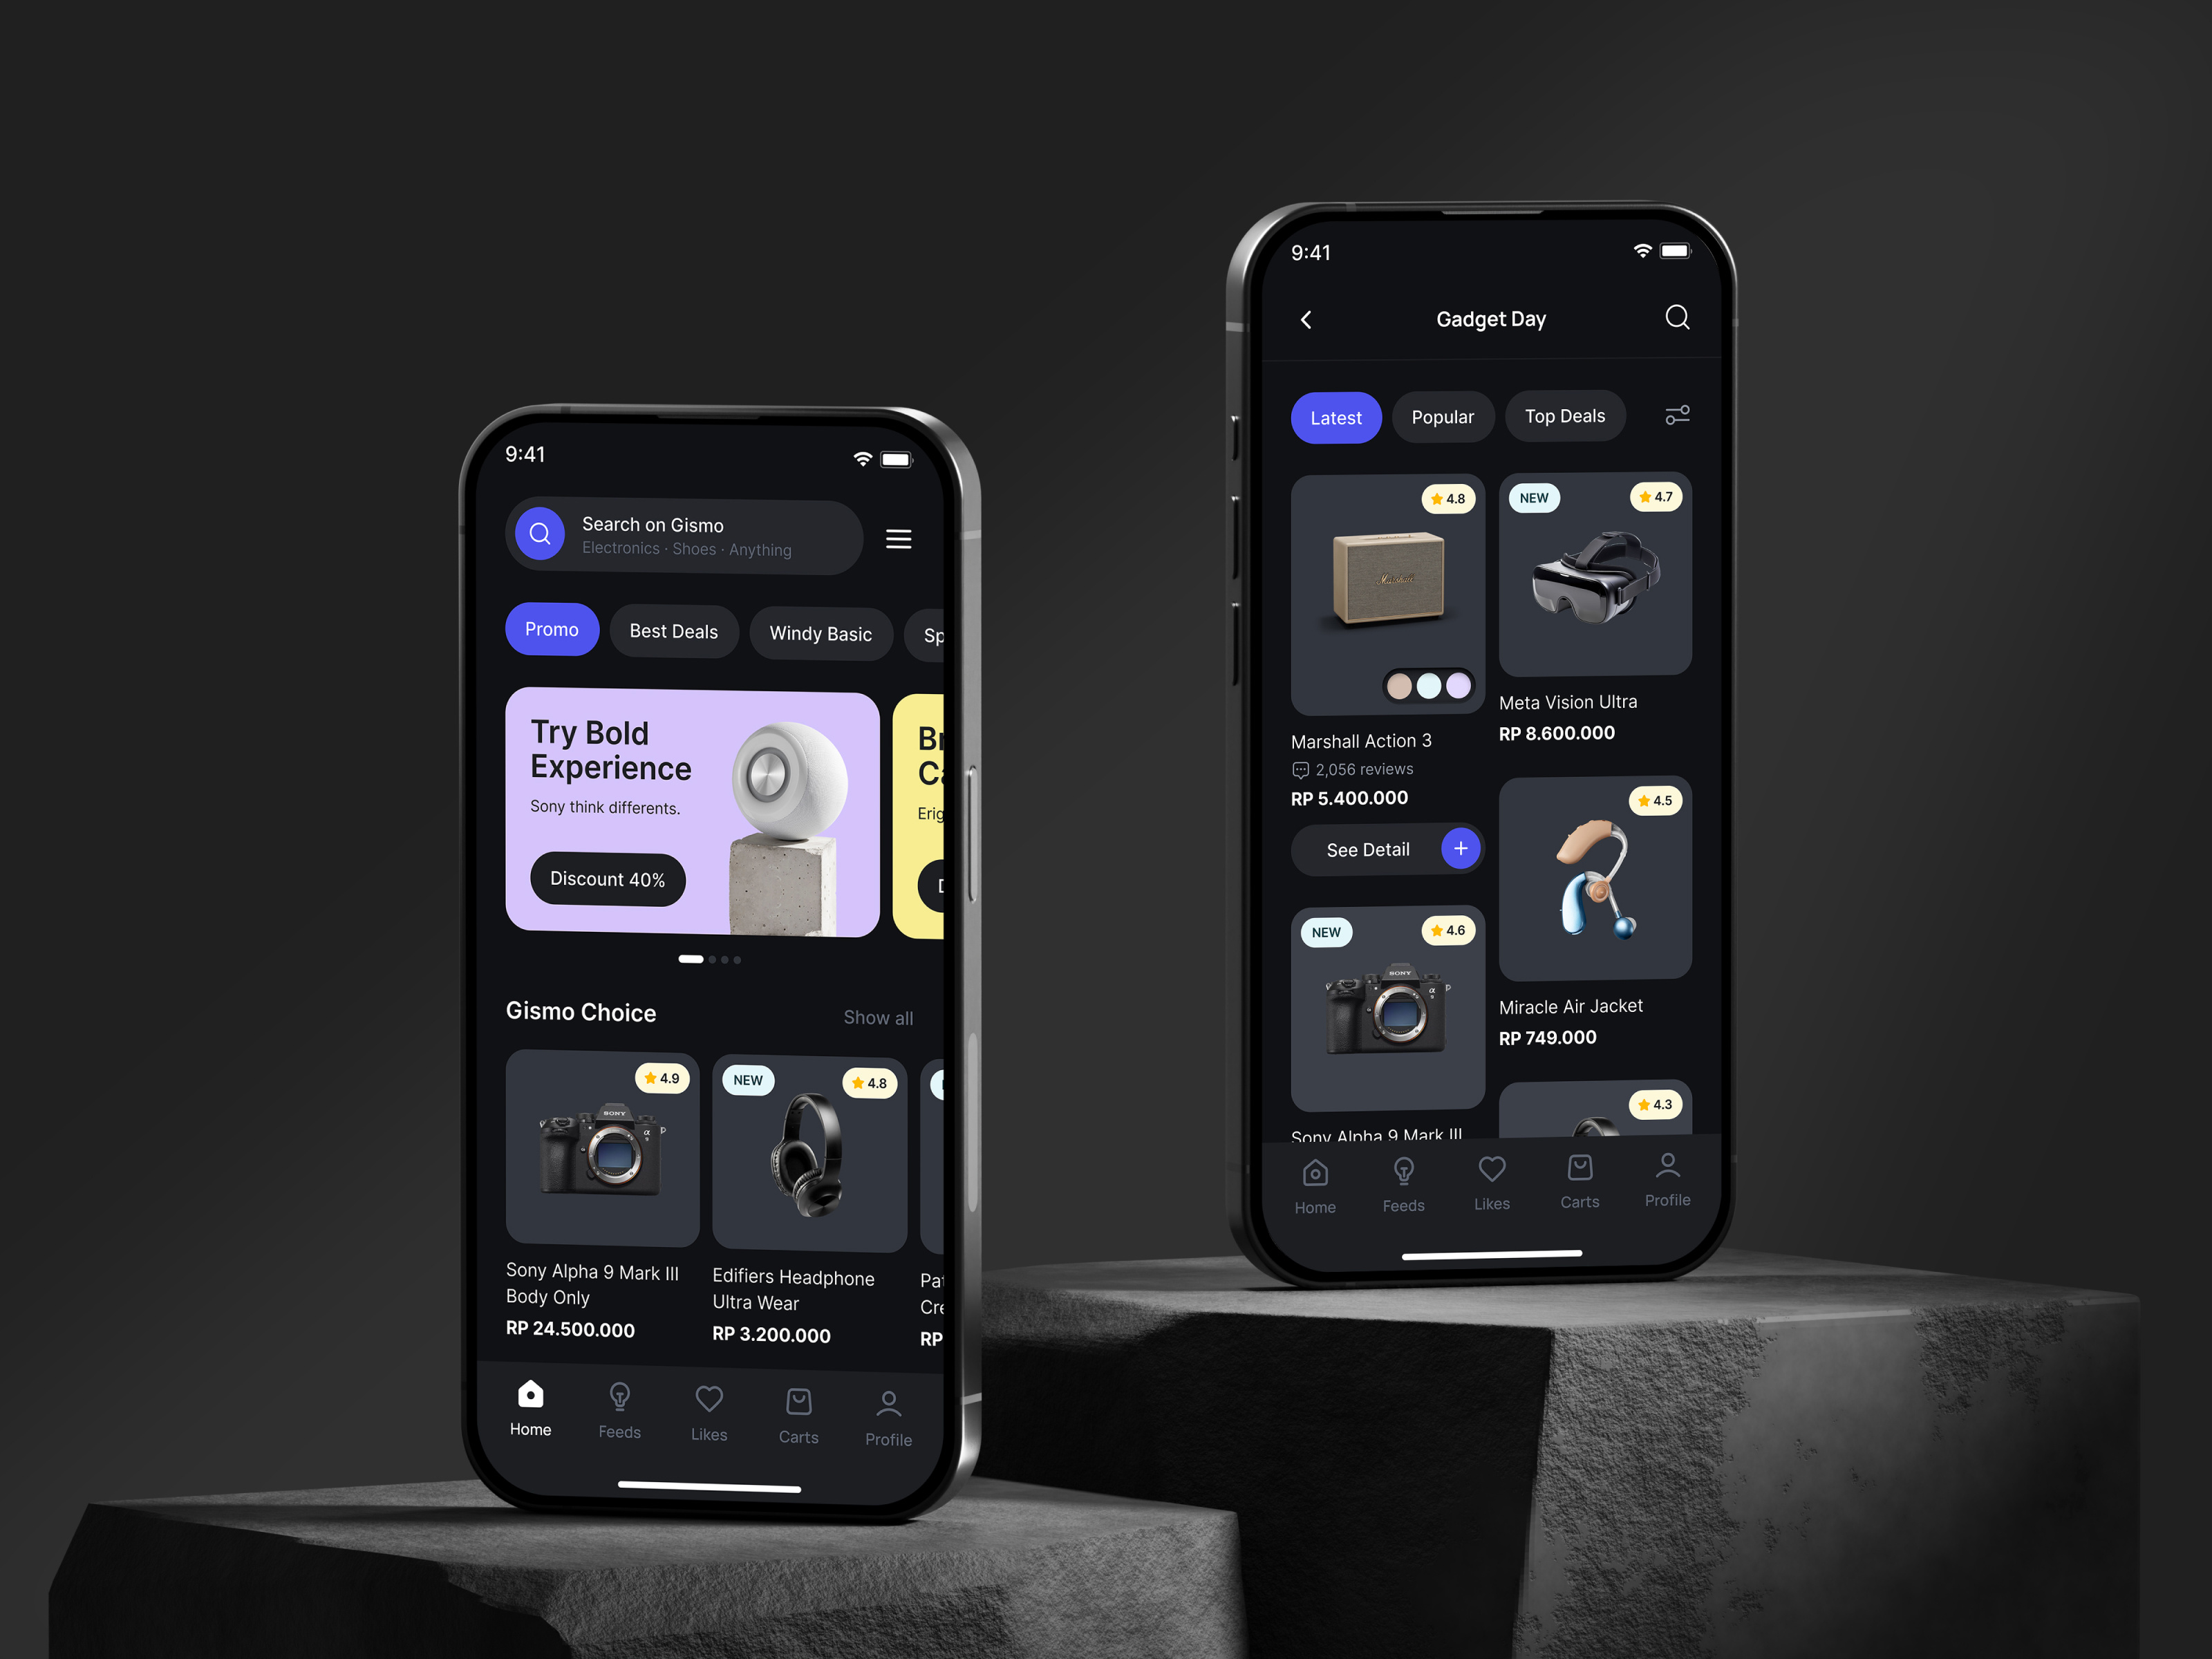 9:41
Search on Gismo
Electronics · Shoes · Anything
Promo
Best Deals
Windy Basic
Sp
Try Bold
Experience
Sony think differents.
Discount 40%
Br
Ca
Erig
Gismo Choice
Show all
4.9
SONY
α
NEW
4.8
Sony Alpha 9 Mark III
Body Only
RP 24.500.000
Edifiers Headphone
Ultra Wear
RP 3.200.000
Pat
Cre
RP
Home
Feeds
Likes
Carts
Profile
9:41
Gadget Day
Latest
Popular
Top Deals
4.8
Marshall
Marshall Action 3
2,056 reviews
RP 5.400.000
See Detail
NEW
4.7
Meta Vision Ultra
RP 8.600.000
4.5
Miracle Air Jacket
RP 749.000
NEW
4.6
SONY
α
Sony Alpha 9 Mark III
4.3
Home
Feeds
Likes
Carts
Profile